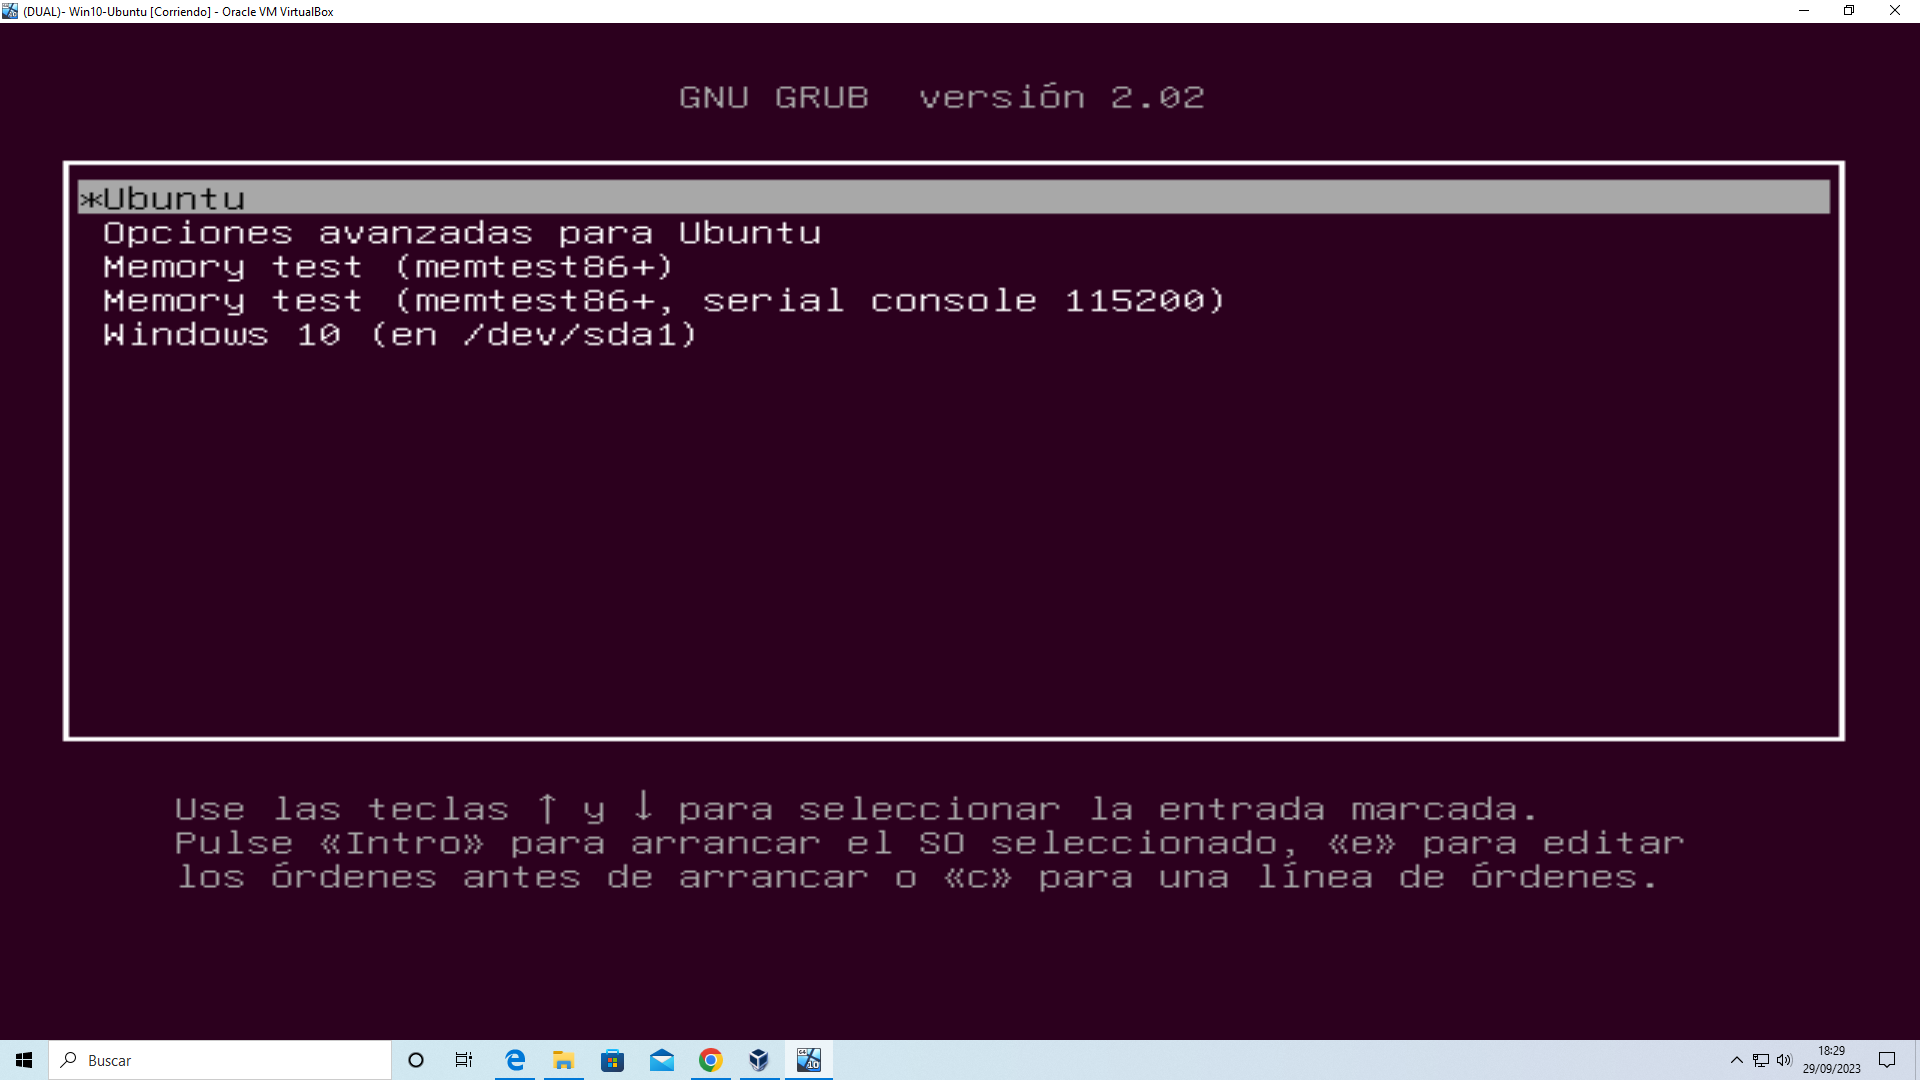 (DUAL)- Win10-Ubuntu [Corriendo] - Oracle VM VirtualBox
GNU GRUB  versión 2.02
*Ubuntu
Opciones avanzadas para Ubuntu
Memory test (memtest86+)
Memory test (memtest86+, serial console 115200)
Windows 10 (en /dev/sda1)
Use las teclas ↑ y ↓ para seleccionar la entrada marcada.
Pulse «Intro» para arrancar el SO seleccionado, «e» para editar
los órdenes antes de arrancar o «c» para una línea de órdenes.
Buscar
18:29
29/09/2023